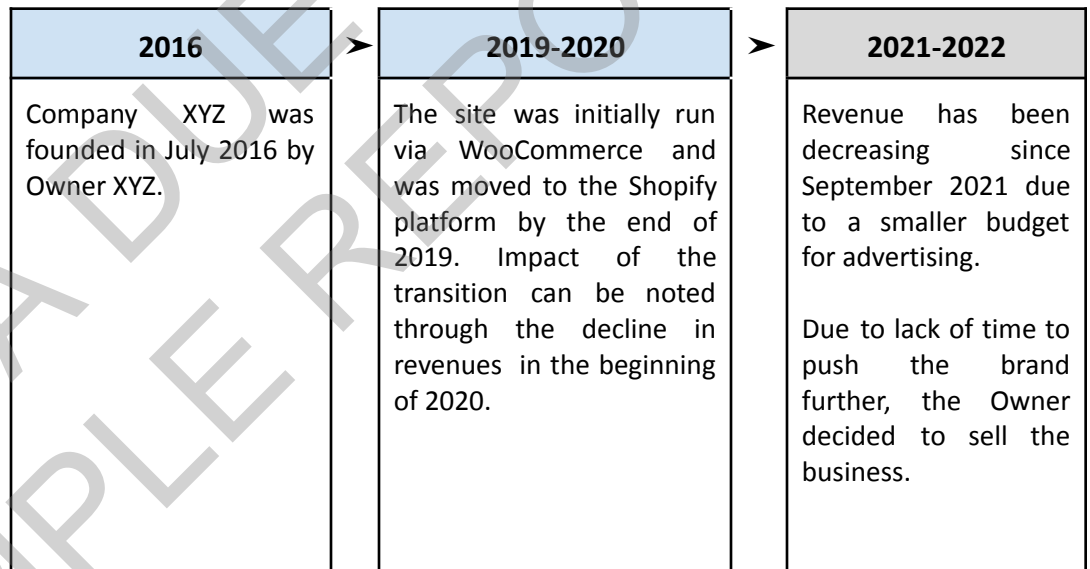 2016
➤
2019-2020
➤
2021-2022
Company XYZ was
founded in July 2016 by
Owner XYZ.
The site was initially run
via WooCommerce and
was moved to the Shopify
platform by the end of
2019. Impact of the
transition can be noted
through the decline in
revenues in the beginning
of 2020.
Revenue has been
decreasing since
September 2021 due
to a smaller budget
for advertising.
Due to lack of time to
push the brand
further, the Owner
decided to sell the
business.
A DUE
MPLE REPO